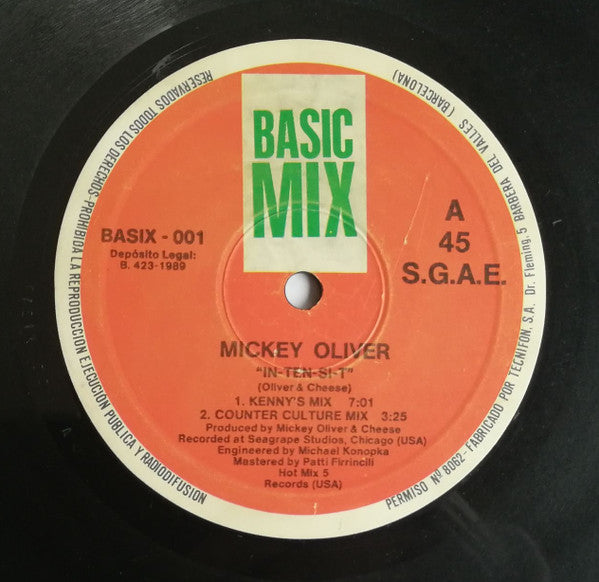 BASIC
MIX
BASIX - 001
Depósito Legal:
B. 423-1989
A
45
S.G.A.E.
MICKEY OLIVER
"IN-TEN-SI-T"
(Oliver & Cheese)
1. KENNY'S MIX 7:01
2. COUNTER CULTURE MIX 3:25
Produced by Mickey Oliver & Cheese
Recorded at Seagrape Studios, Chicago (USA)
Engineered by Michael Konopka
Mastered by Patti Firrincili
Hot Mix 5
Records (USA)
RESERVADOS TODOS LOS DERECHOS-PROHIBIDA LA REPRODUCCION EJECUCION PUBLICA Y RADIODIFUSION
PERMISO Nº 8062-FABRICADO POR TECNIFON, S.A. Dr. Fleming, 5 BARBERA DEL VALLES (BARCELONA)